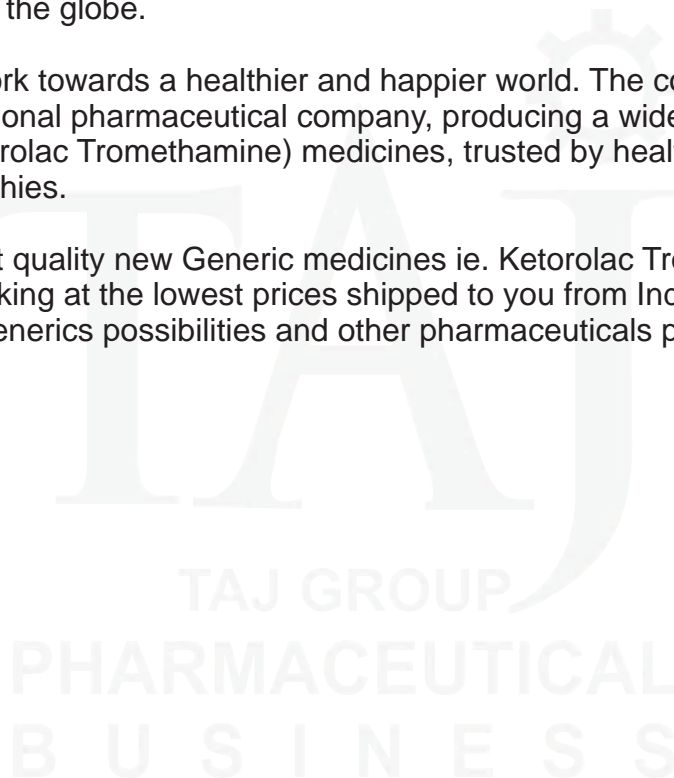 the globe.
rk towards a healthier and happier world. The co
onal pharmaceutical company, producing a wide
rolac Tromethamine) medicines, trusted by heal
hies.
t quality new Generic medicines ie. Ketorolac Tro
king at the lowest prices shipped to you from Ind
enerics possibilities and other pharmaceuticals p
TAJ
TAJ GROUP
PHARMACEUTICAL
BUSINESS